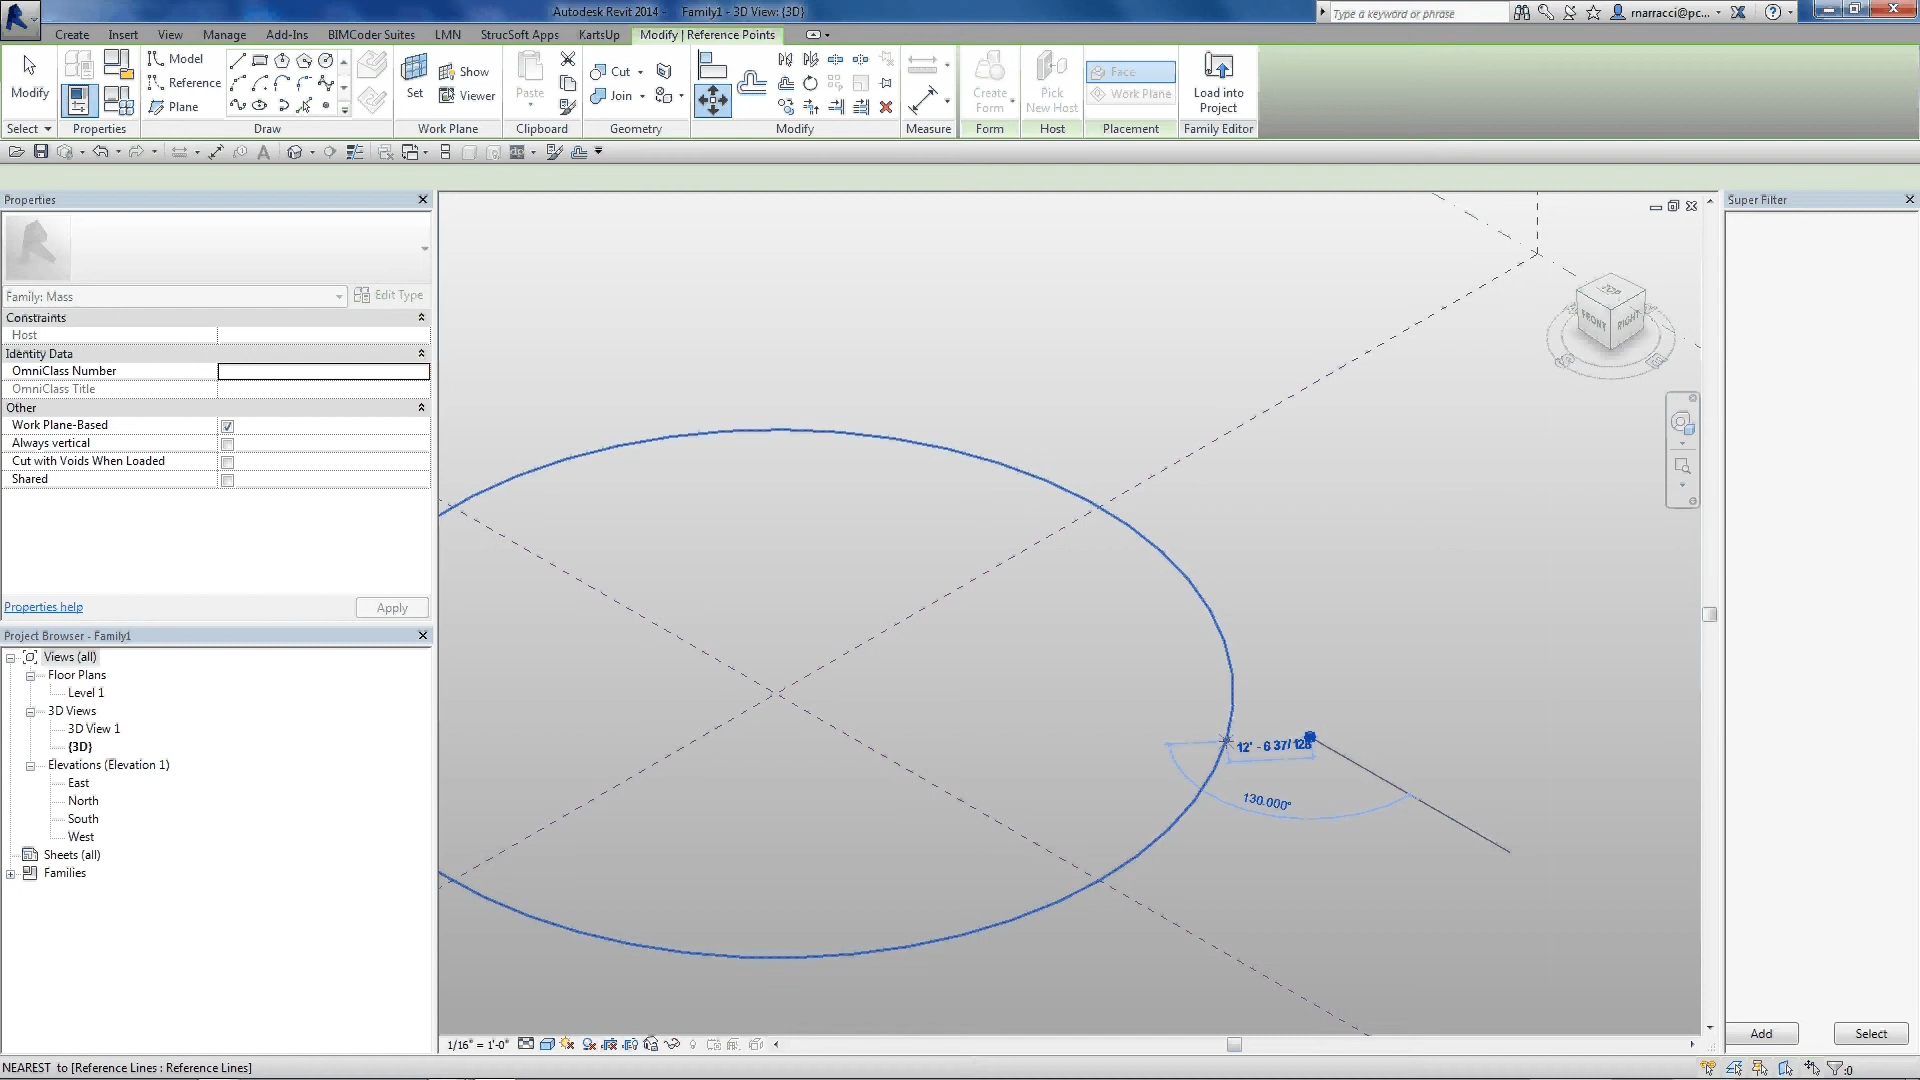 Autodesk Revit 2014 - Family1 - 3D View: {3D}
Type a keyword or phrase
rnarracci@pc...
Create Insert View Manage Add-Ins BIMCoder Suites LMN StrucSoft Apps KartsUp Modify | Reference Points
Modify
Select
Properties
Model
Reference
Plane
Draw
Set
Show
Viewer
Work Plane
Paste
Clipboard
Cut
Join
Geometry
Modify
Measure
Create
Form
Form
Pick
New Host
Host
Face
Work Plane
Placement
Load into
Project
Family Editor
Properties
Family: Mass
Edit Type
Constraints
Host
Identity Data
OmniClass Number
OmniClass Title
Other
Work Plane-Based
Always vertical
Cut with Voids When Loaded
Shared
Properties help
Apply
Project Browser - Family1
Views (all)
Floor Plans
Level 1
3D Views
3D View 1
{3D}
Elevations (Elevation 1)
East
North
South
West
Sheets (all)
Families
TOP
FRONT
RIGHT
12' - 6 37/128
130.000°
Super Filter
Add
Select
1/16" = 1'-0"
NEAREST to [Reference Lines : Reference Lines]
:0